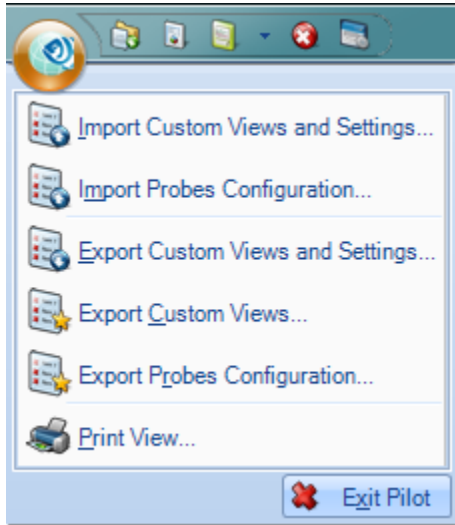 Import Custom Views and Settings...
Import Probes Configuration...
Export Custom Views and Settings...
Export Custom Views...
Export Probes Configuration...
Print View...
Exit Pilot